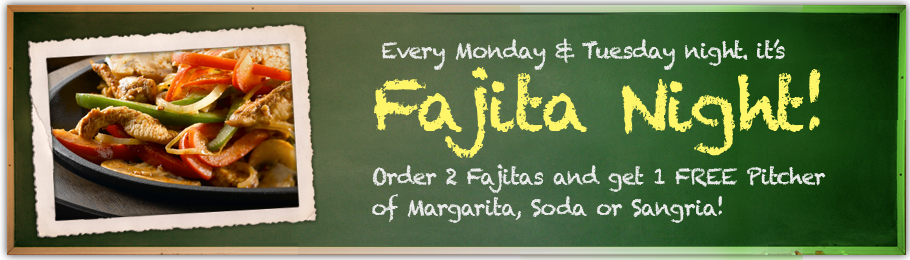 Every Monday & Tuesday night. it's
Fajita Night!
Order 2 Fajitas and get 1 FREE Pitcher
of Margarita, Soda or Sangria!